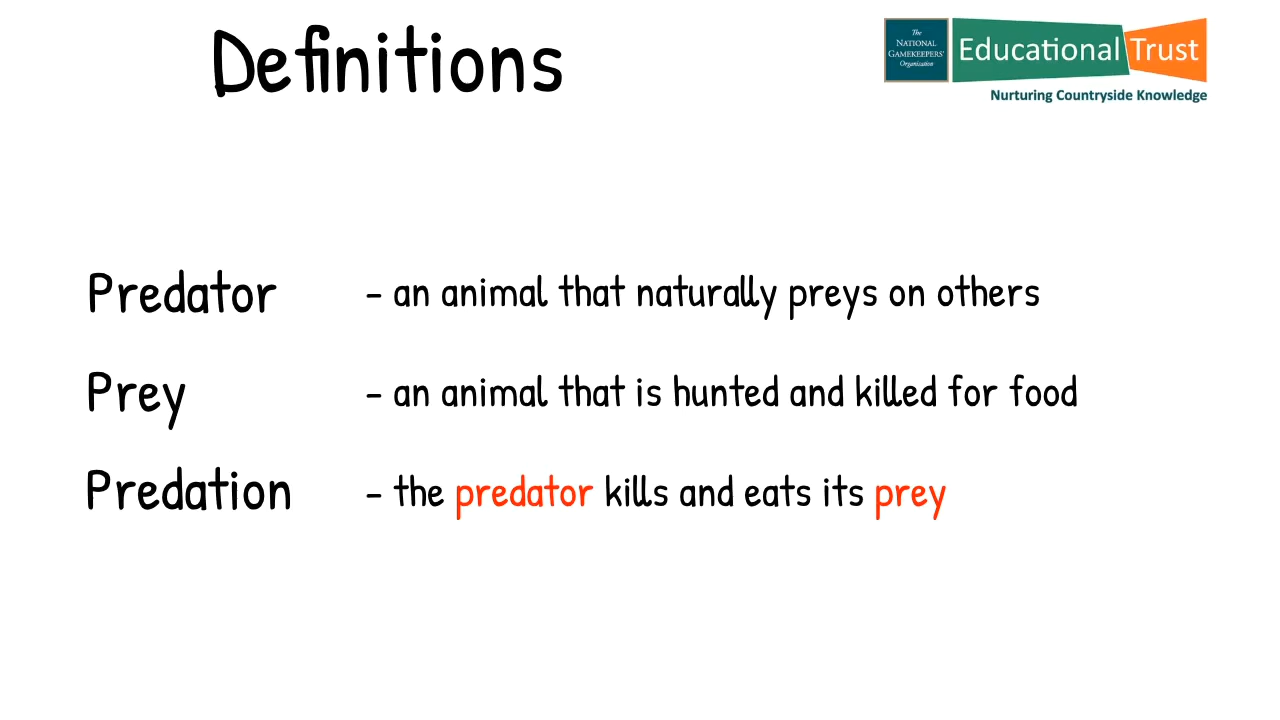 Definitions
The
NATIONAL
GAMEKEEPERS'
Organisation
Educational Trust
Nurturing Countryside Knowledge
Predator - an animal that naturally preys on others
Prey - an animal that is hunted and killed for food
Predation - the predator kills and eats its prey